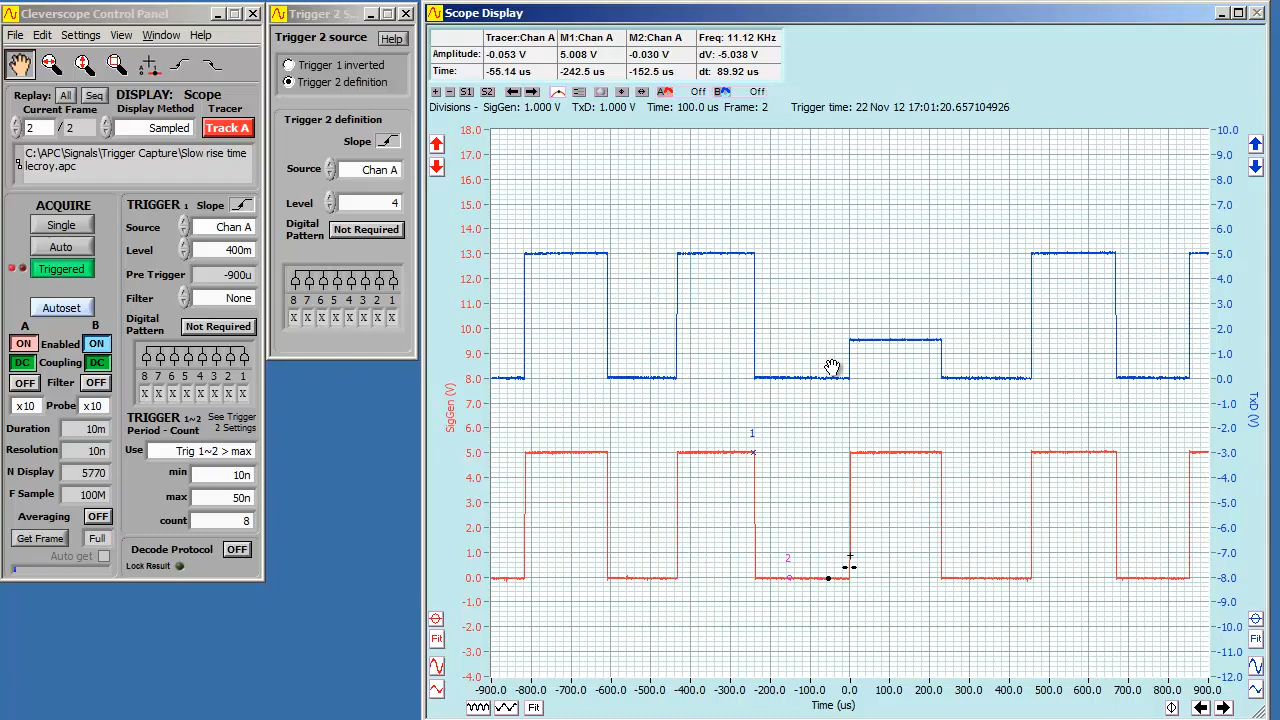 Cleverscope Control Panel
File Edit Settings View Window Help
Replay: All Seq DISPLAY: Scope
Current Frame Display Method Tracer
2 / 2 Sampled Track A
C:\APC\Signals\Trigger Capture\Slow rise time
lecroy.apc
ACQUIRE
Single
Auto
Triggered
Autoset
A B
ON Enabled ON
DC Coupling DC
OFF Filter OFF
x10 Probe x10
Duration 10m
Resolution 10n
N Display 5770
F Sample 100M
Averaging OFF
Get Frame Full
Auto get
TRIGGER 1 Slope
Source Chan A
Level 400m
Pre Trigger -900u
Filter None
Digital
Pattern Not Required
8 7 6 5 4 3 2 1
X X X X X X X X
TRIGGER 1~2 See Trigger
Period - Count 2 Settings
Use Trig 1~2 > max
min 10n
max 50n
count 8
Decode Protocol OFF
Lock Result
Trigger 2 S...
Trigger 2 source Help
Trigger 1 inverted
Trigger 2 definition
Trigger 2 definition
Slope
Source Chan A
Level 4
Digital
Pattern Not Required
8 7 6 5 4 3 2 1
X X X X X X X X
Scope Display
Tracer:Chan A M1:Chan A M2:Chan A Freq: 11.12 KHz
Amplitude: -0.053 V 5.008 V -0.030 V dV: -5.038 V
Time: -55.14 us -242.5 us -152.5 us dt: 89.92 us
S1 S2 A Off B Off
Divisions - SigGen: 1.000 V TxD: 1.000 V Time: 100.0 us Frame: 2 Trigger time: 22 Nov 12 17:01:20.657104926
18.0 10.0
17.0 9.0
16.0 8.0
15.0 7.0
14.0 6.0
13.0 5.0
12.0 4.0
11.0 3.0
10.0 2.0
9.0 1.0
8.0 0.0
7.0 -1.0
6.0 -2.0
5.0 -3.0
4.0 -4.0
3.0 -5.0
2.0 -6.0
1.0 -7.0
0.0 -8.0
-1.0 -9.0
-2.0 -10.0
-3.0 -11.0
-4.0 -12.0
SigGen (V)
TxD (V)
1
2
Fit Fit
-900.0 -800.0 -700.0 -600.0 -500.0 -400.0 -300.0 -200.0 -100.0 0.0 100.0 200.0 300.0 400.0 500.0 600.0 700.0 800.0 900.0
Fit Time (us)